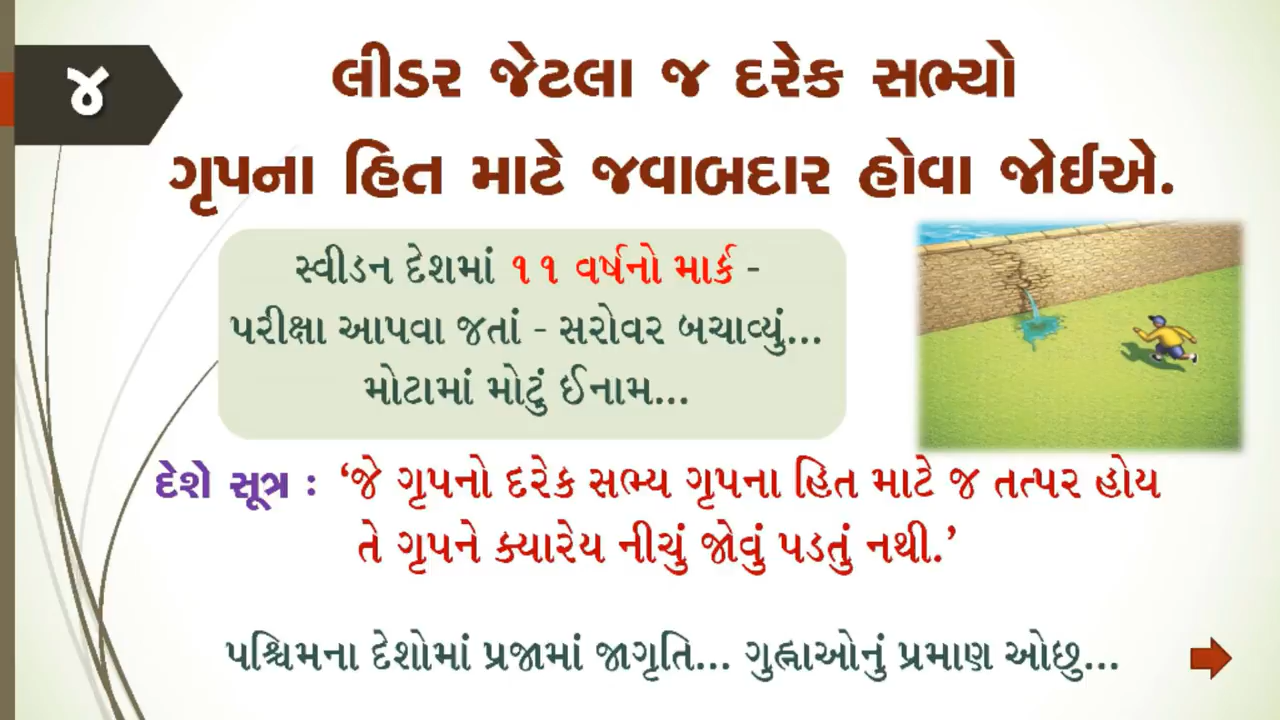 ૪
લીડર જેટલા જ દરેક સભ્યો
ગૃપના હિત માટે જવાબદાર હોવા જોઈએ.
સ્વીડન દેશમાં ૧૧ વર્ષનો માર્ક -
પરીક્ષા આપવા જતાં - સરોવર બચાવ્યું...
મોટામાં મોટું ઈનામ...
દેશે સૂત્ર : ‘જે ગૃપનો દરેક સભ્ય ગૃપના હિત માટે જ તત્પર હોય
તે ગૃપને ક્યારેય નીચું જોવું પડતું નથી.’
પશ્ચિમના દેશોમાં પ્રજામાં જાગૃતિ... ગુહ્નાઓનું પ્રમાણ ઓછુ...